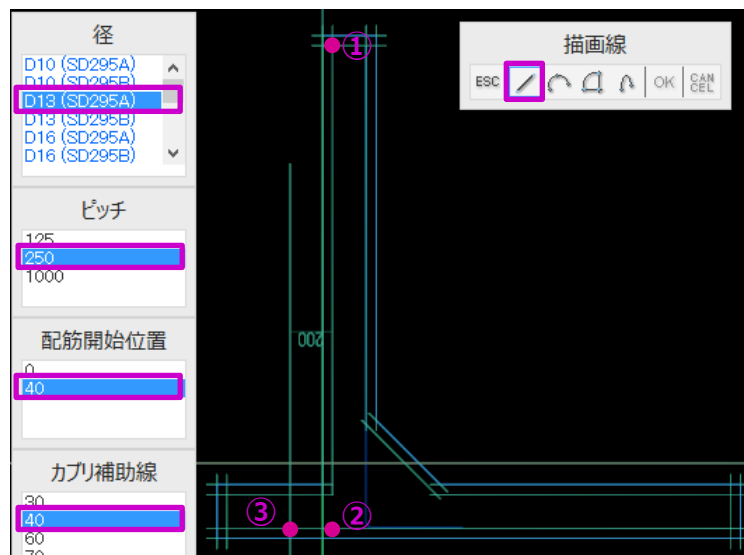 径
D10 (SD295A)
D10 (SD295B)
D13 (SD295A)
D13 (SD295B)
D16 (SD295A)
D16 (SD295B)
ピッチ
125
250
1000
配筋開始位置
0
40
カブリ補助線
30
40
60
70
①
200
③
②
描画線
ESC
OK
CAN
CEL